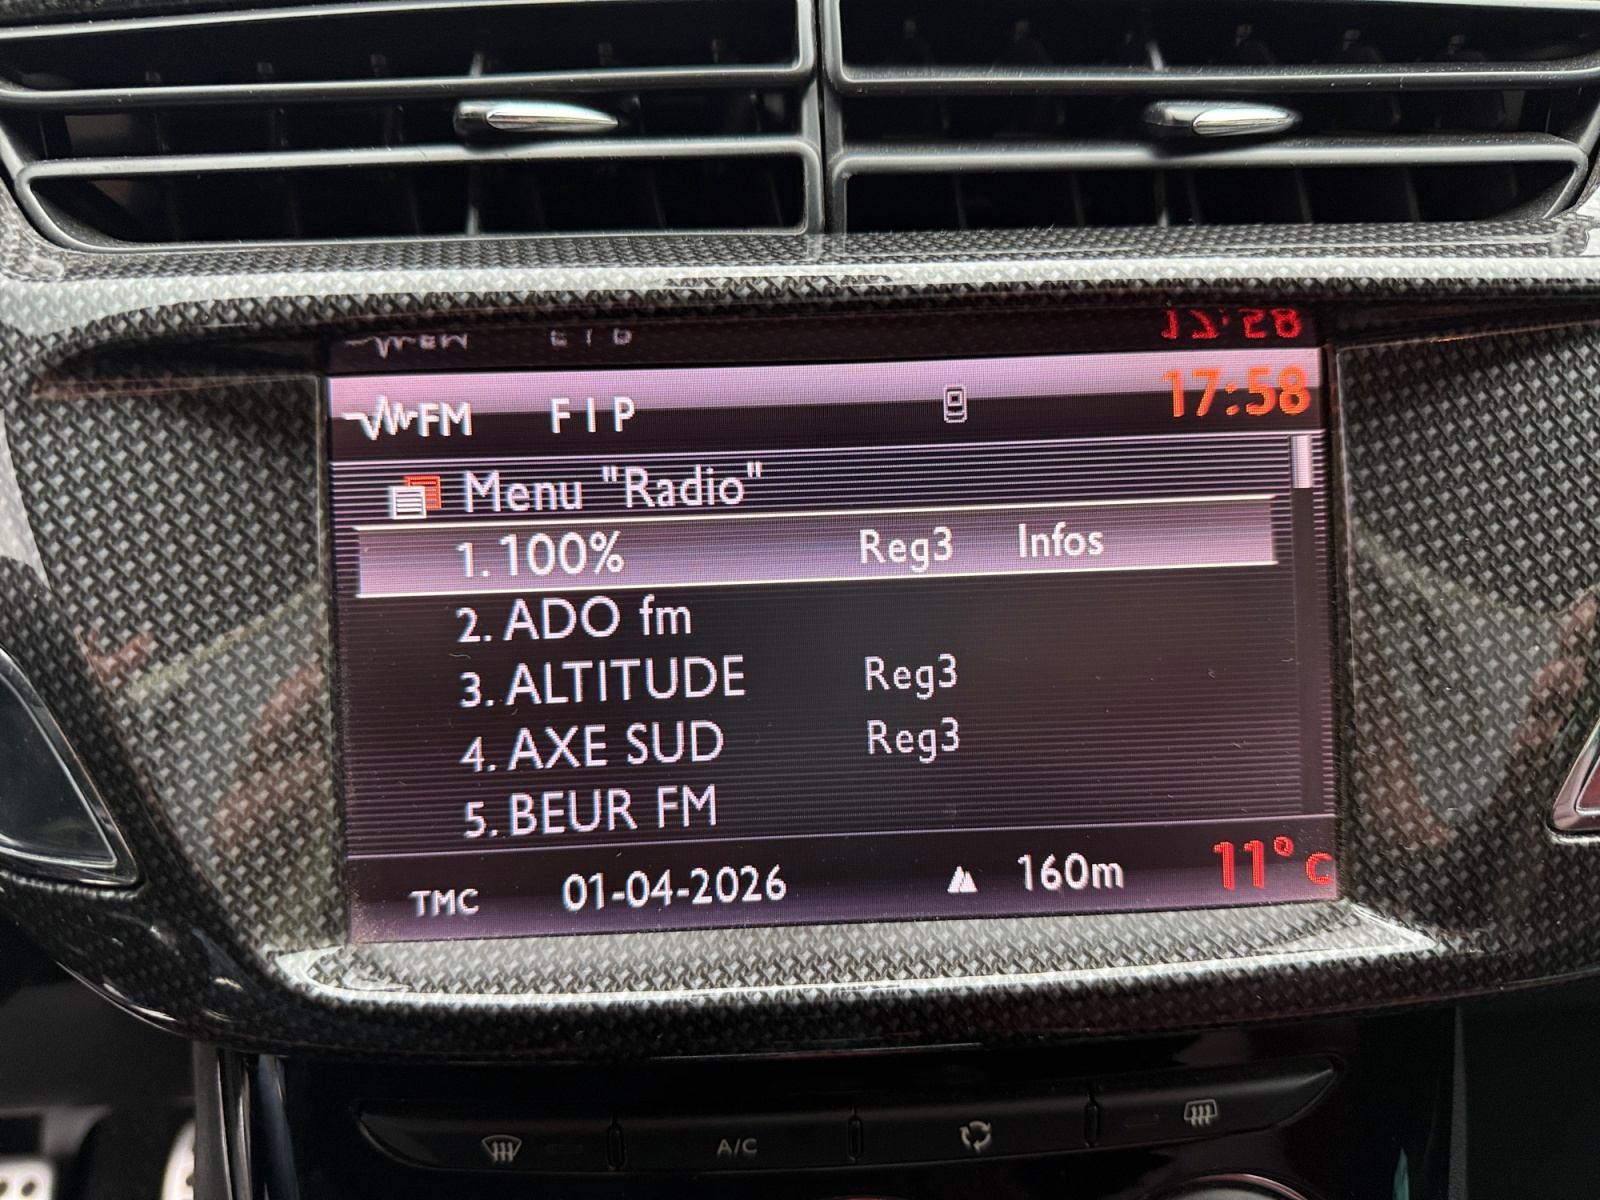 FM FIP 17:58
Menu "Radio"
1. 100% Reg3 Infos
2. ADO fm
3. ALTITUDE Reg3
4. AXE SUD Reg3
5. BEUR FM
TMC 01-04-2026 160m 11° C
A/C